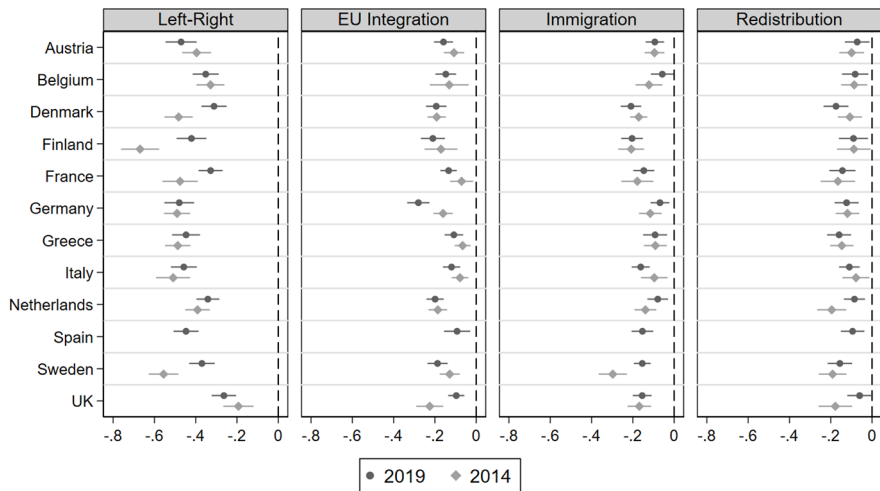 Left-Right EU Integration Immigration Redistribution
Austria
Belgium
Denmark
Finland
France
Germany
Greece
Italy
Netherlands
Spain
Sweden
UK
-.8 -.6 -.4 -.2 0 -.8 -.6 -.4 -.2 0 -.8 -.6 -.4 -.2 0 -.8 -.6 -.4 -.2 0
2019 2014